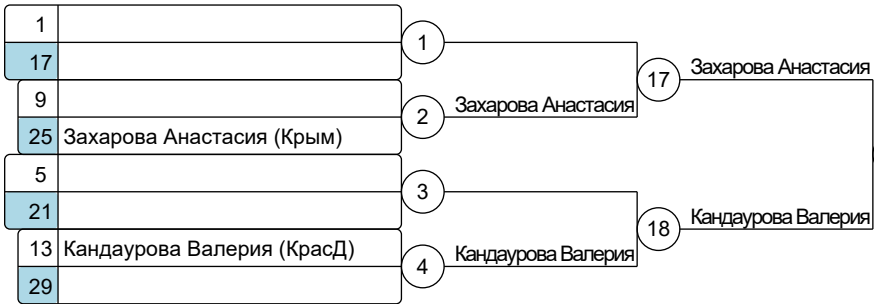 1
17
1
9
25 Захарова Анастасия (Крым)
2
Захарова Анастасия
17
Захарова Анастасия
5
21
3
13 Кандаурова Валерия (КрасД)
29
4
Кандаурова Валерия
18
Кандаурова Валерия